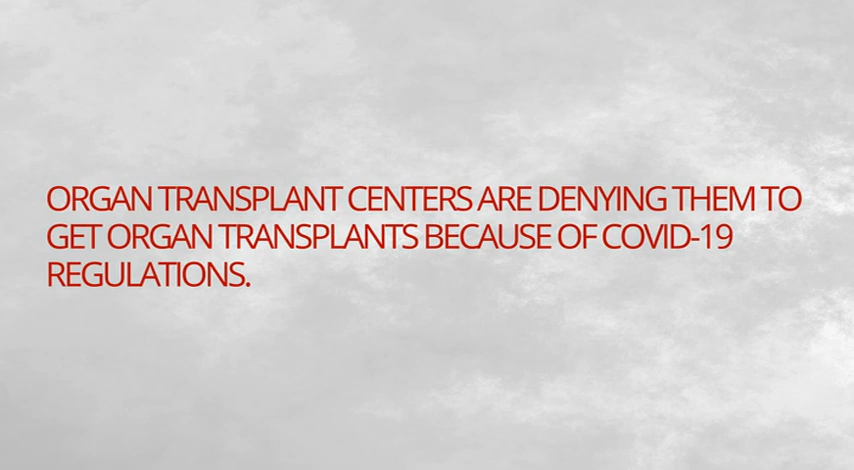 ORGAN TRANSPLANT CENTERS ARE DENYING THEM TO
GET ORGAN TRANSPLANTS BECAUSE OF COVID-19
REGULATIONS.